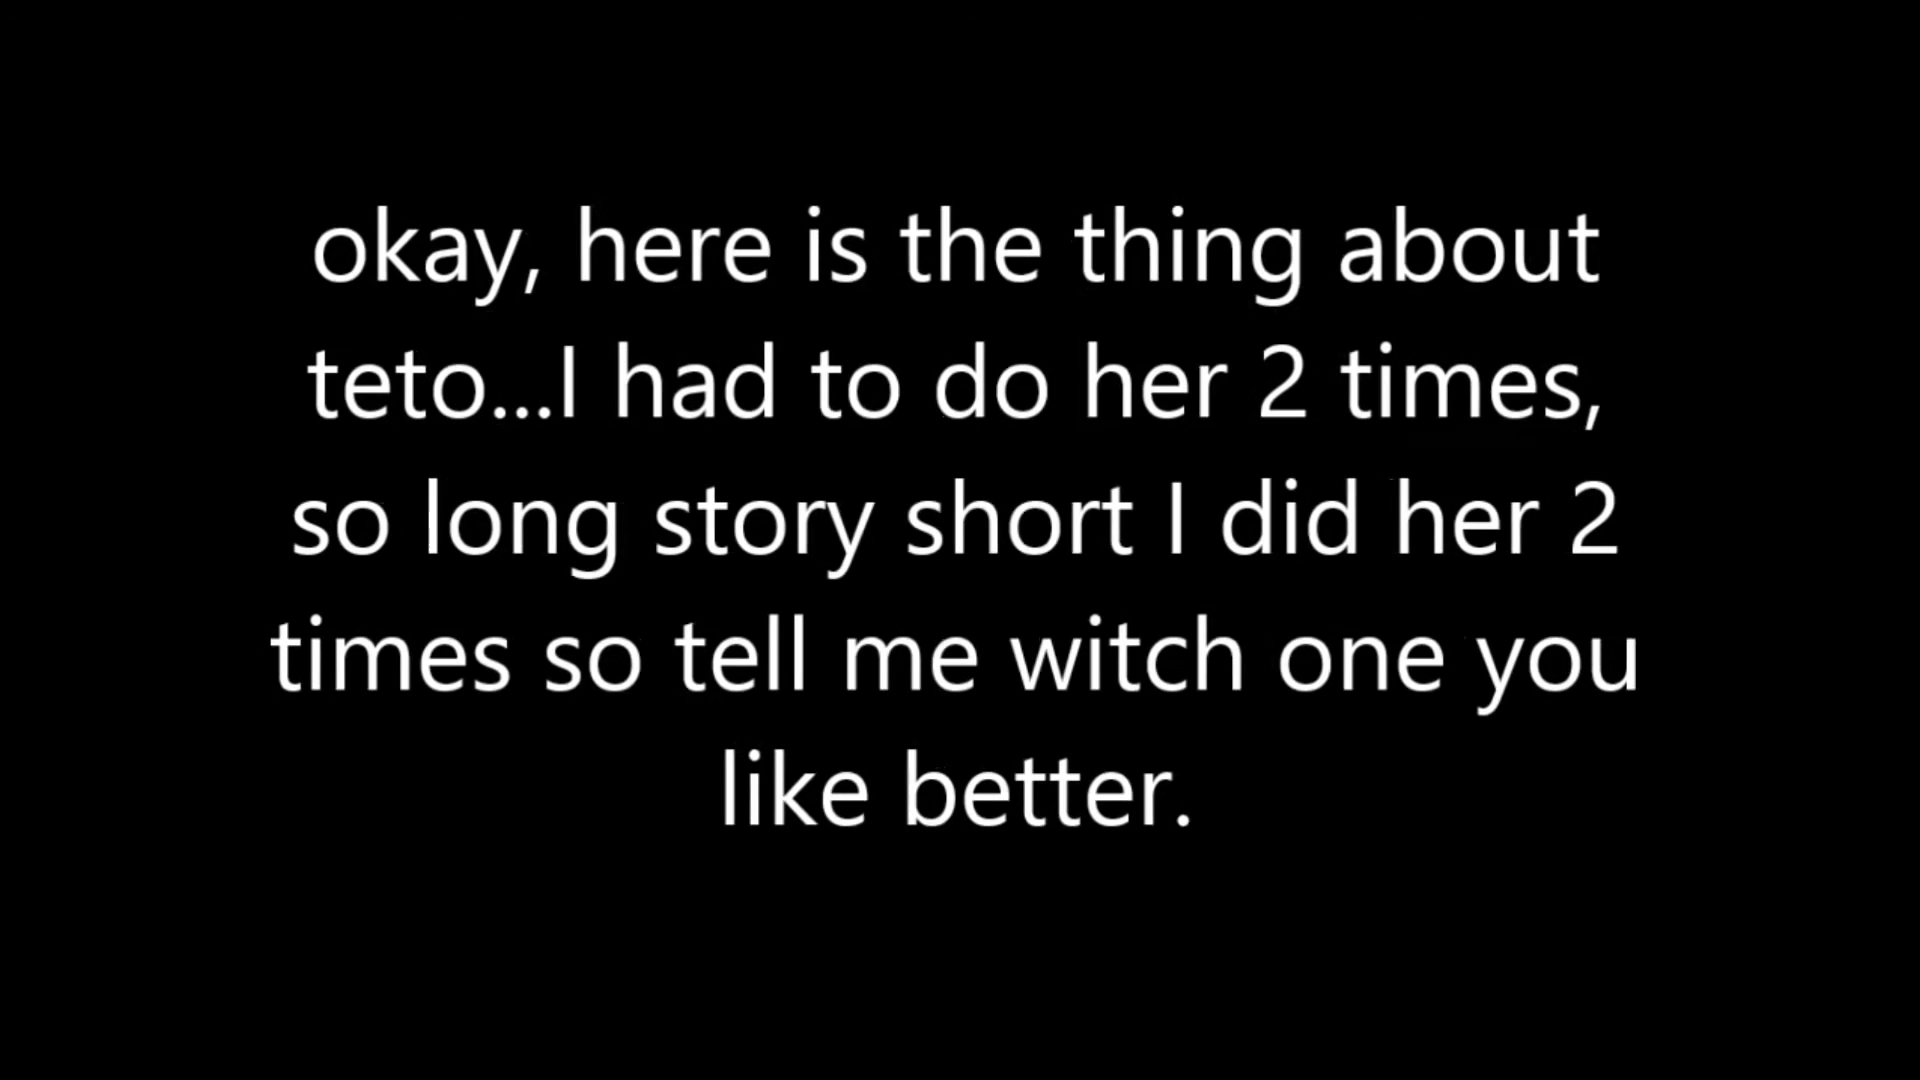 okay, here is the thing about
teto...I had to do her 2 times,
so long story short I did her 2
times so tell me witch one you
like better.